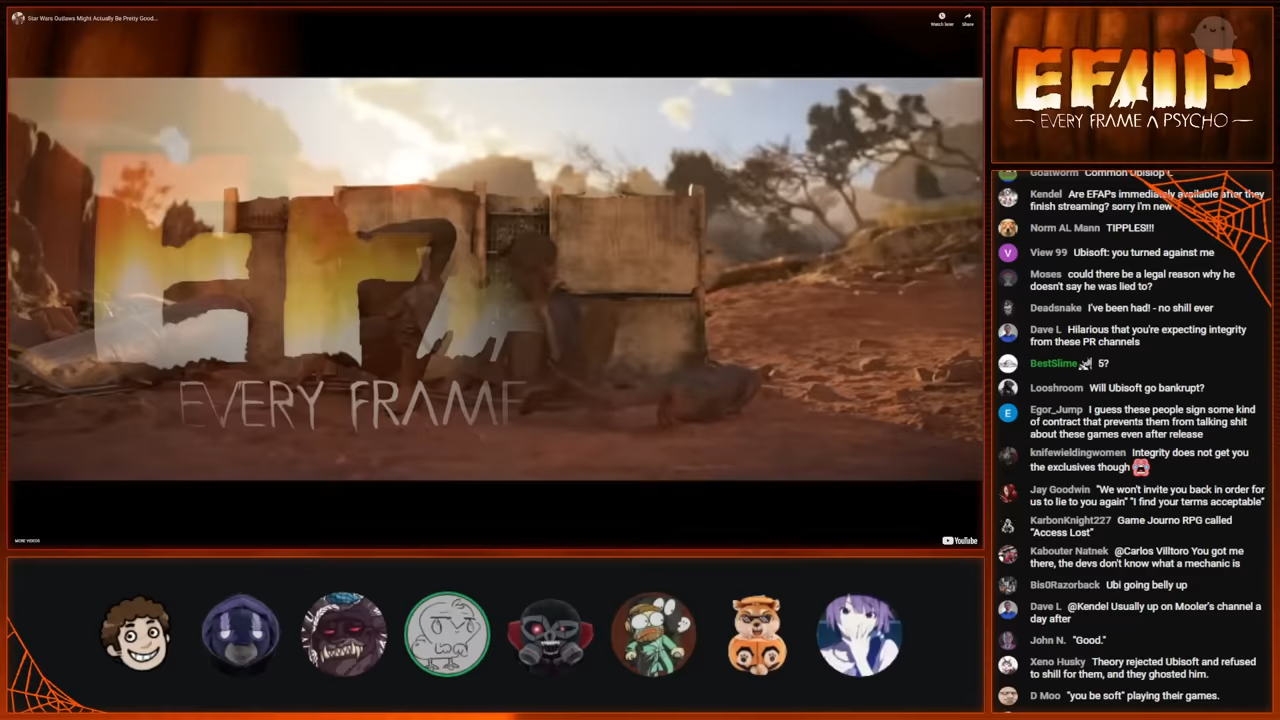 Star Wars Outlaws Might Actually Be Pretty Good...
Watch later
Share
EFA
EVERY FRAME
MORE VIDEOS
YouTube
EFAP
EVERY FRAME A PSYCHO
Goatworm Common Ubislop L
Kendel Are EFAPs immediately available after they
finish streaming? sorry i'm new
Norm AL Mann TIPPLES!!!
V
View 99 Ubisoft: you turned against me
Moses could there be a legal reason why he
doesn't say he was lied to?
Deadsnake I've been had! - no shill ever
Dave L Hilarious that you're expecting integrity
from these PR channels
BestSlime 5?
Looshroom Will Ubisoft go bankrupt?
E
Egor_Jump I guess these people sign some kind
of contract that prevents them from talking shit
about these games even after release
knifewieldingwomen Integrity does not get you
the exclusives though
Jay Goodwin "We won't invite you back in order for
us to lie to you again" "I find your terms acceptable"
KarbonKnight227 Game Journo RPG called
"Access Lost"
Kabouter Natnek @Carlos Villtoro You got me
there, the devs don't know what a mechanic is
Bis0Razorback Ubi going belly up
Dave L @Kendel Usually up on Mooler's channel a
day after
John N. "Good."
Xeno Husky Theory rejected Ubisoft and refused
to shill for them, and they ghosted him.
D Moo "you be soft" playing their games.